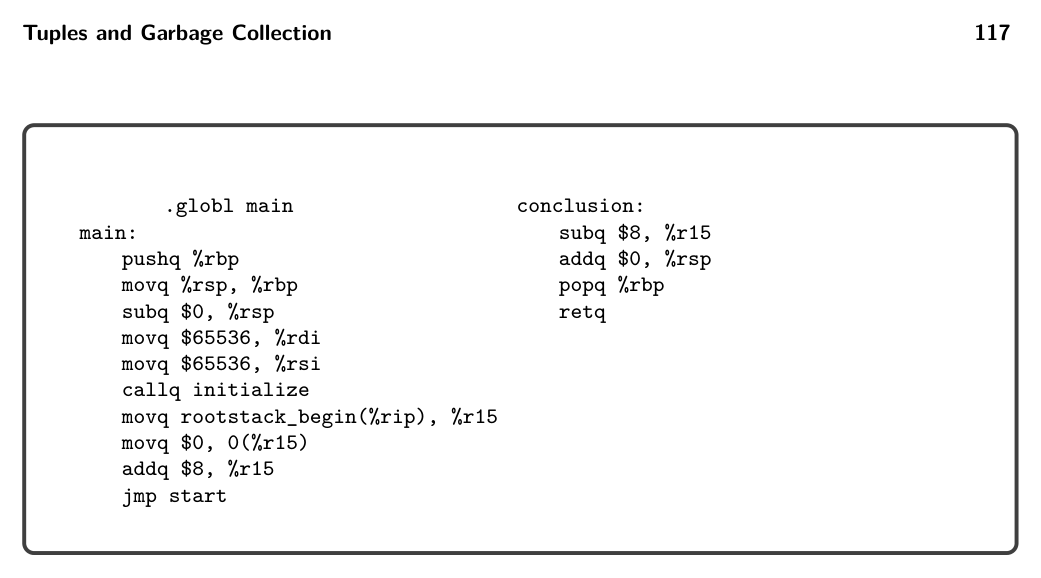 Tuples and Garbage Collection 117
.globl main
main:
pushq %rbp
movq %rsp, %rbp
subq $0, %rsp
movq $65536, %rdi
movq $65536, %rsi
callq initialize
movq rootstack_begin(%rip), %r15
movq $0, 0(%r15)
addq $8, %r15
jmp start
conclusion:
subq $8, %r15
addq $0, %rsp
popq %rbp
retq